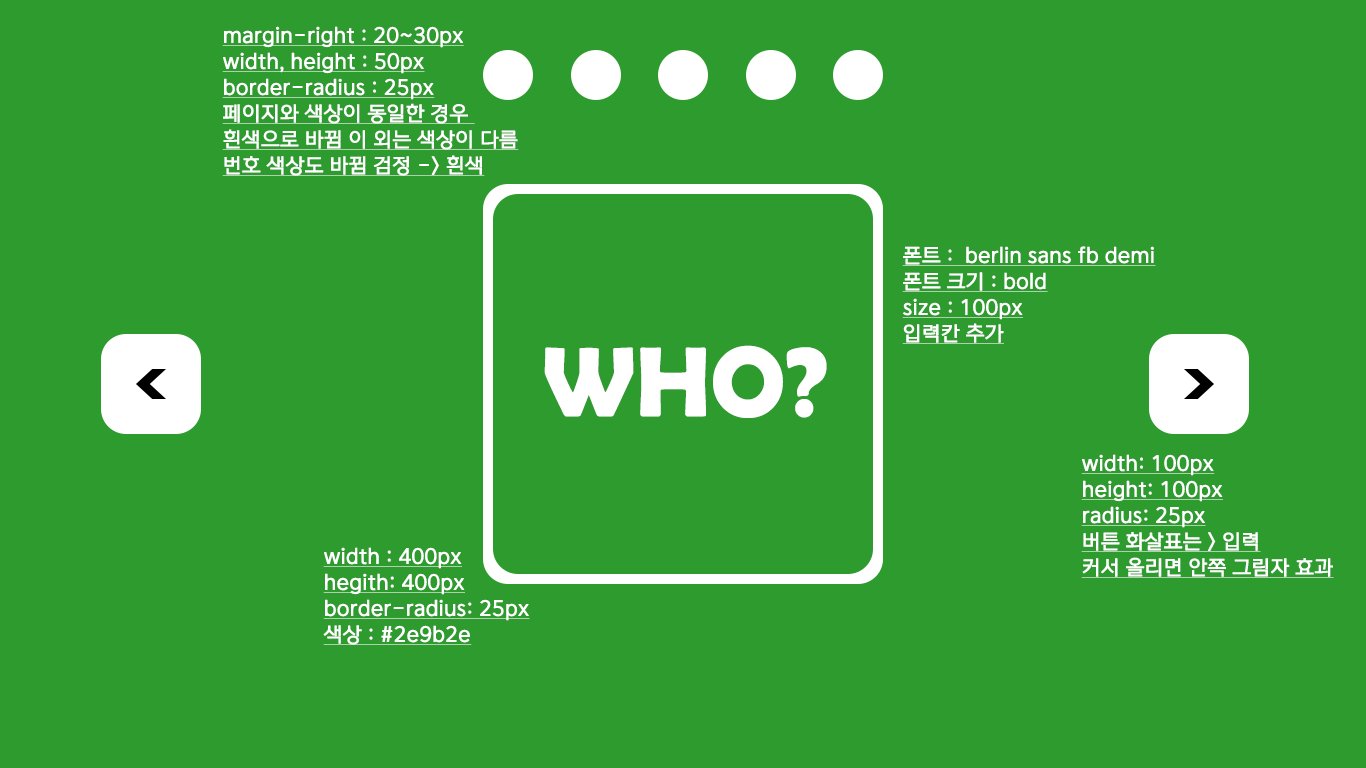 margin-right : 20~30px
width, height : 50px
border-radius : 25px
페이지와 색상이 동일한 경우
흰색으로 바뀜 이 외는 색상이 다름
번호 색상도 바뀜 검정 -> 흰색
폰트 : berlin sans fb demi
폰트 크기 : bold
size : 100px
입력칸 추가
<
WHO?
>
width: 100px
height: 100px
radius: 25px
버튼 화살표는 > 입력
커서 올리면 안쪽 그림자 효과
width : 400px
hegith: 400px
border-radius: 25px
색상 : #2e9b2e